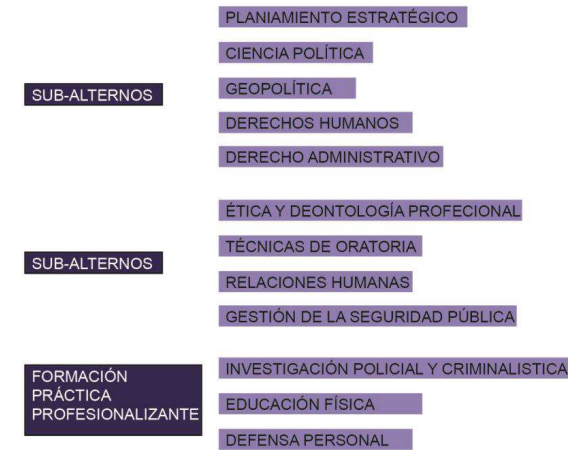 PLANIAMIENTO ESTRATÉGICO
CIENCIA POLÍTICA
SUB-ALTERNOS
GEOPOLÍTICA
DERECHOS HUMANOS
DERECHO ADMINISTRATIVO
ÉTICA Y DEONTOLOGÍA PROFECIONAL
TÉCNICAS DE ORATORIA
SUB-ALTERNOS
RELACIONES HUMANAS
GESTIÓN DE LA SEGURIDAD PÚBLICA
FORMACIÓN
PRÁCTICA
PROFESIONALIZANTE
INVESTIGACIÓN POLICIAL Y CRIMINALISTICA
EDUCACIÓN FÍSICA
DEFENSA PERSONAL